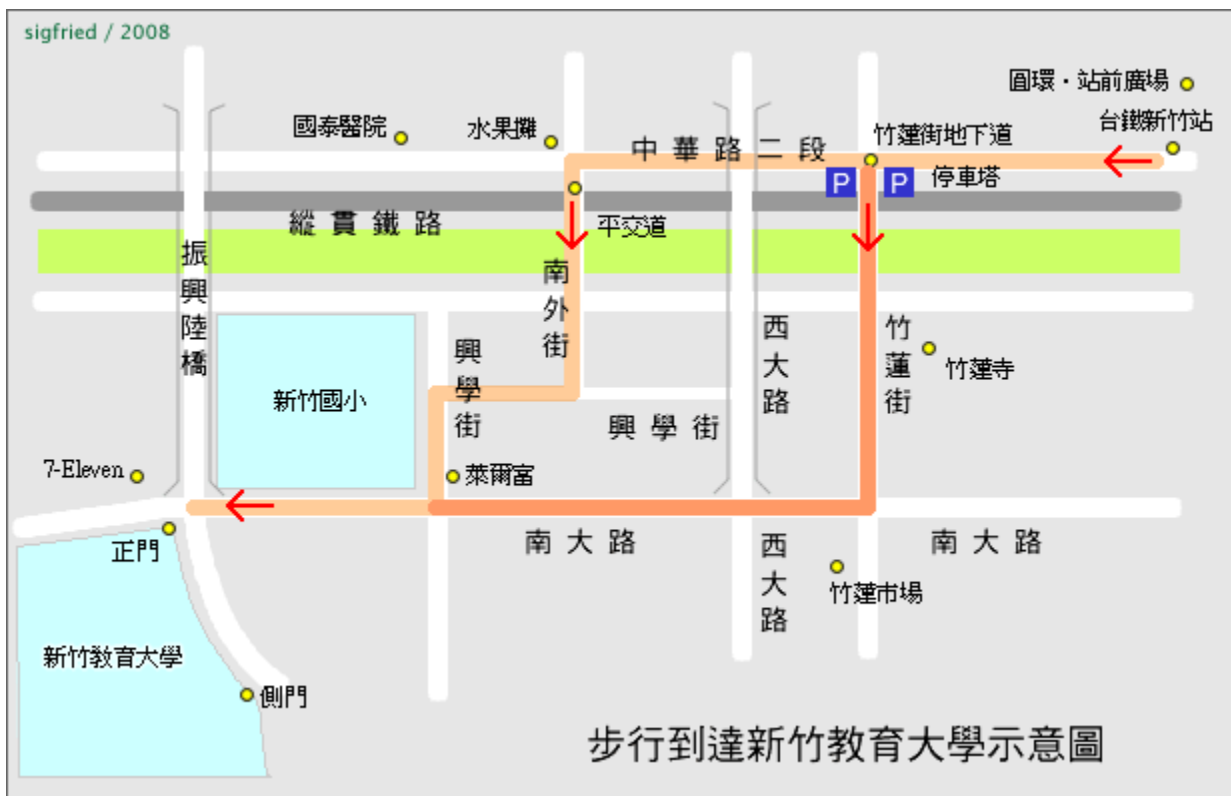 sigfried / 2008
圓環・站前廣場
國泰醫院
水果攤
台鐵新竹站
竹蓮街地下道
中華路二段
P
P
停車塔
縱貫鐵路
平交道
振興陸橋
南外街
西大路
竹蓮街
興學街
竹蓮寺
新竹國小
興學街
7-Eleven
萊爾富
正門
南大路
西大路
南大路
竹蓮市場
新竹教育大學
側門
步行到達新竹教育大學示意圖